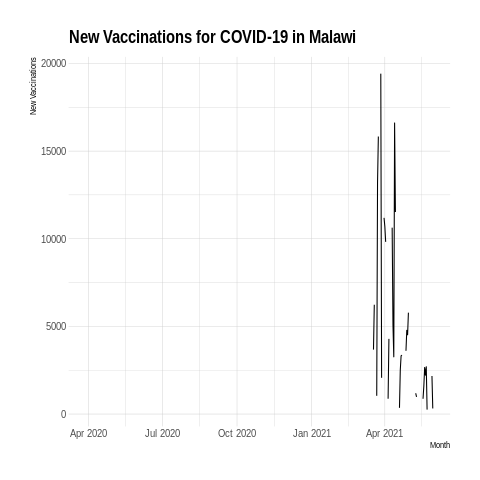 New Vaccinations for COVID-19 in Malawi
New Vaccinations
20000
15000
10000
5000
0
Apr 2020 Jul 2020 Oct 2020 Jan 2021 Apr 2021
Month